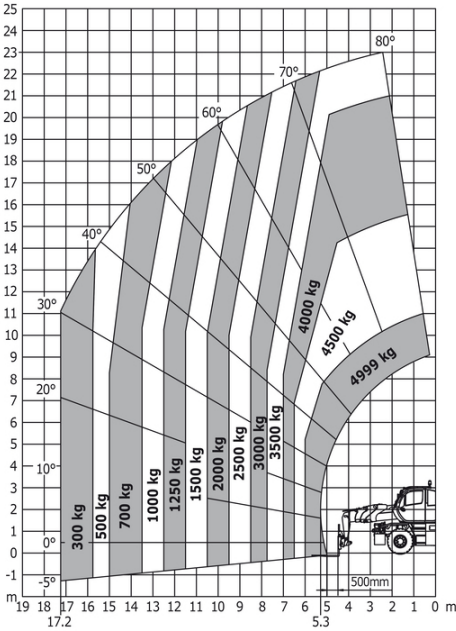 25
24
23
22
21
20
19
18
17
16
15
14
13
12
11
10
9
8
7
6
5
4
3
2
1
0
-1
m
80°
70°
60°
50°
40°
30°
20°
10°
0°
-5°
300 kg
500 kg
700 kg
1000 kg
1250 kg
1500 kg
2000 kg
2500 kg
3000 kg
3500 kg
4000 kg
4500 kg
4999 kg
500mm
19 18 17 16 15 14 13 12 11 10 9 8 7 6 5 4 3 2 1 0 m
17.2 5.3